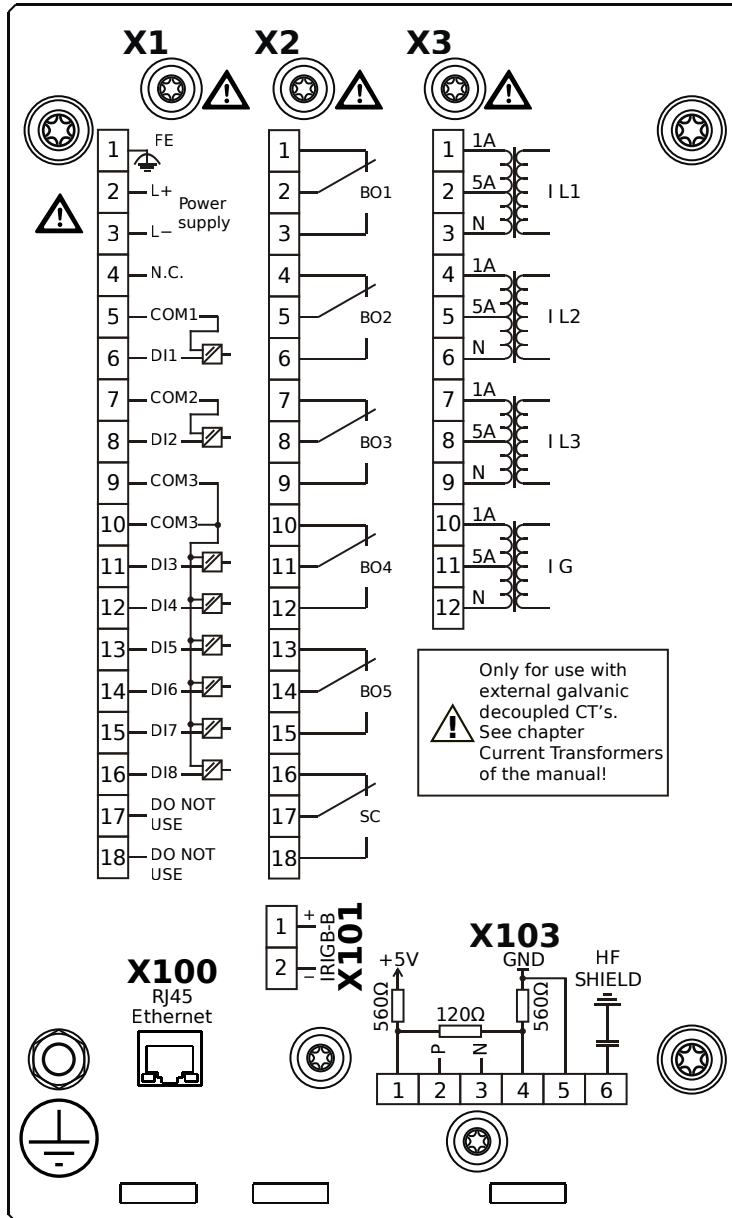 X1
X2
X3
1 FE
2 L+
Power
supply
3 L−
4 N.C.
5 COM1
6 DI1
7 COM2
8 DI2
9 COM3
10 COM3
11 DI3
12 DI4
13 DI5
14 DI6
15 DI7
16 DI8
17 DO NOT
USE
18 DO NOT
USE
1
2 BO1
3
4
5 BO2
6
7
8 BO3
9
10
11 BO4
12
13
14 BO5
15
16
17 SC
18
1 1A
2 5A I L1
3 N
4 1A
5 5A I L2
6 N
7 1A
8 5A I L3
9 N
10 1A
11 5A I G
12 N
Only for use with
external galvanic
decoupled CT's.
See chapter
Current Transformers
of the manual!
X100
RJ45
Ethernet
1 +
2 −
IRIGB-B
X101
X103
+5V
GND
HF
SHIELD
560Ω
120Ω
560Ω
P N
1 2 3 4 5 6